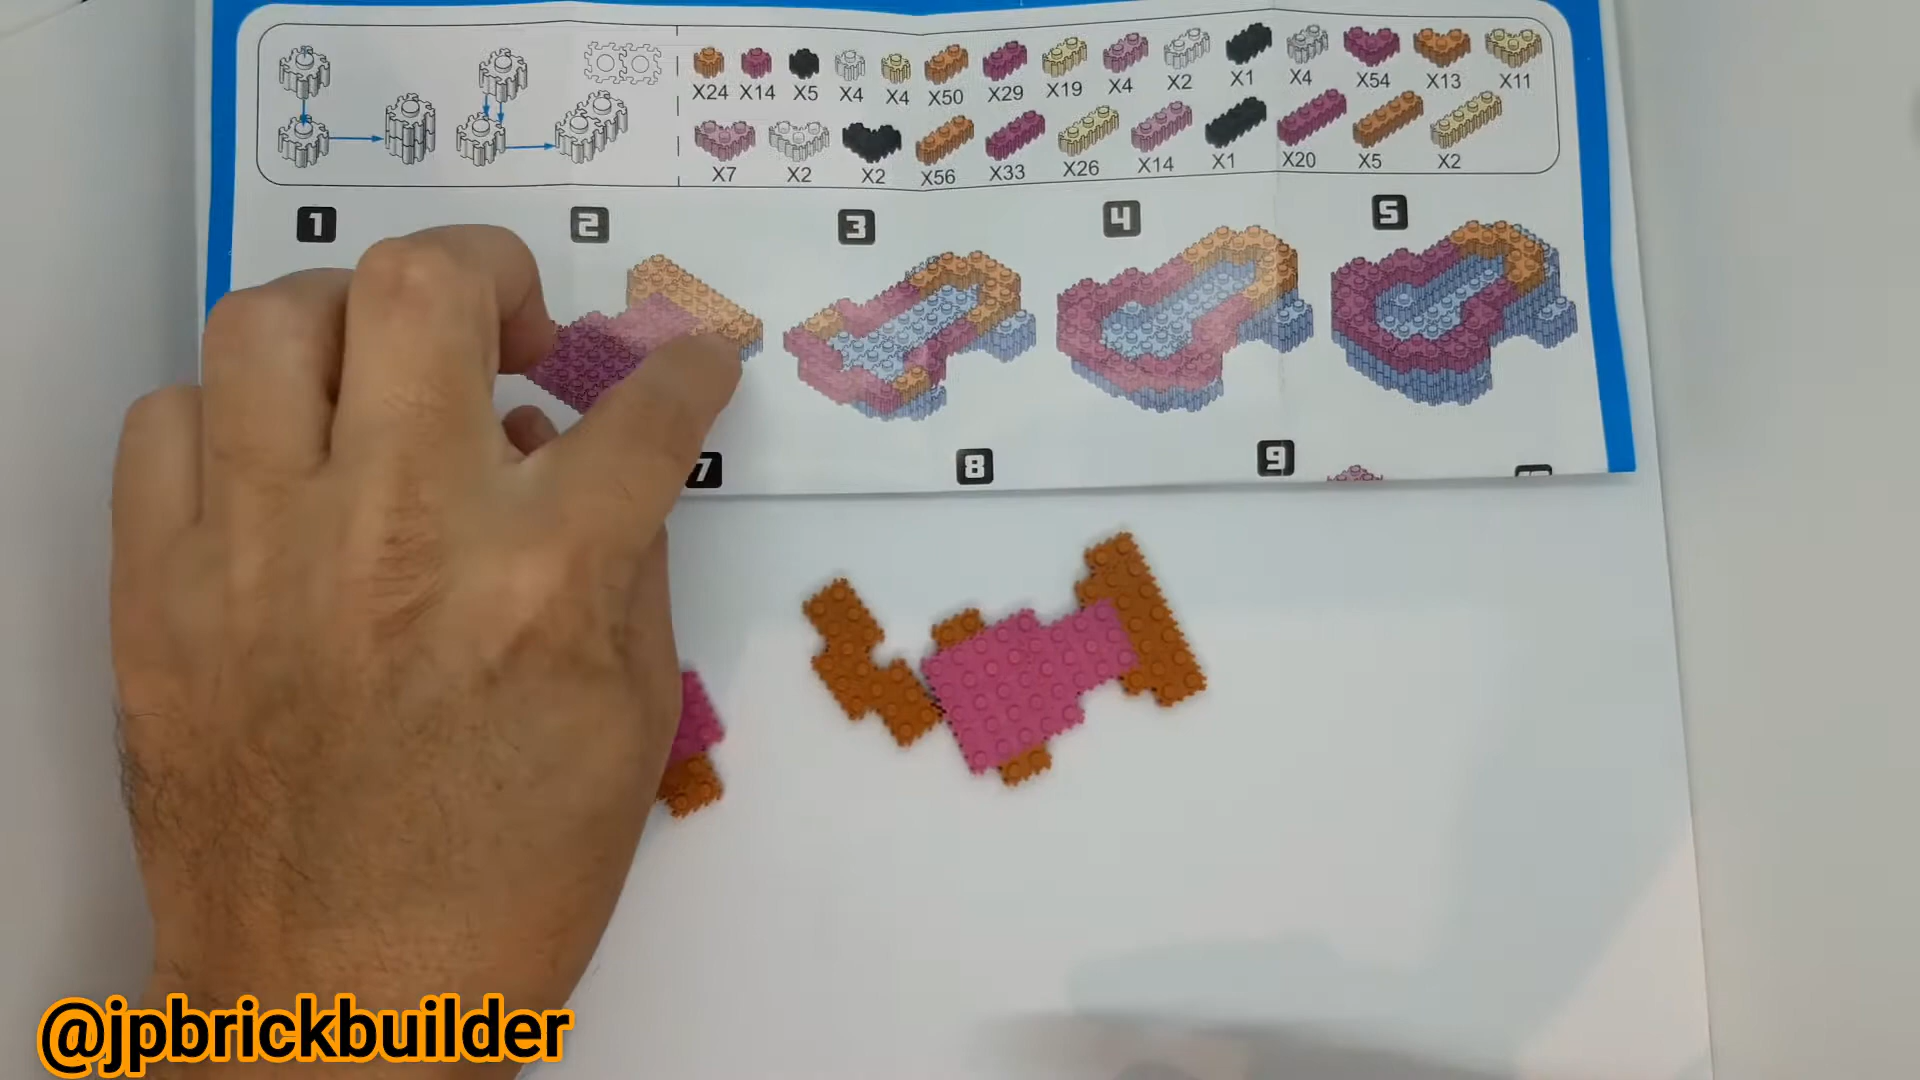 X24 X14 X5 X4 X4 X50 X29 X19 X4 X2 X1 X4 X54 X13 X11
X7 X2 X2 X56 X33 X26 X14 X1 X20 X5 X2
1 2 3 4 5
7 8 9
@jpbrickbuilder